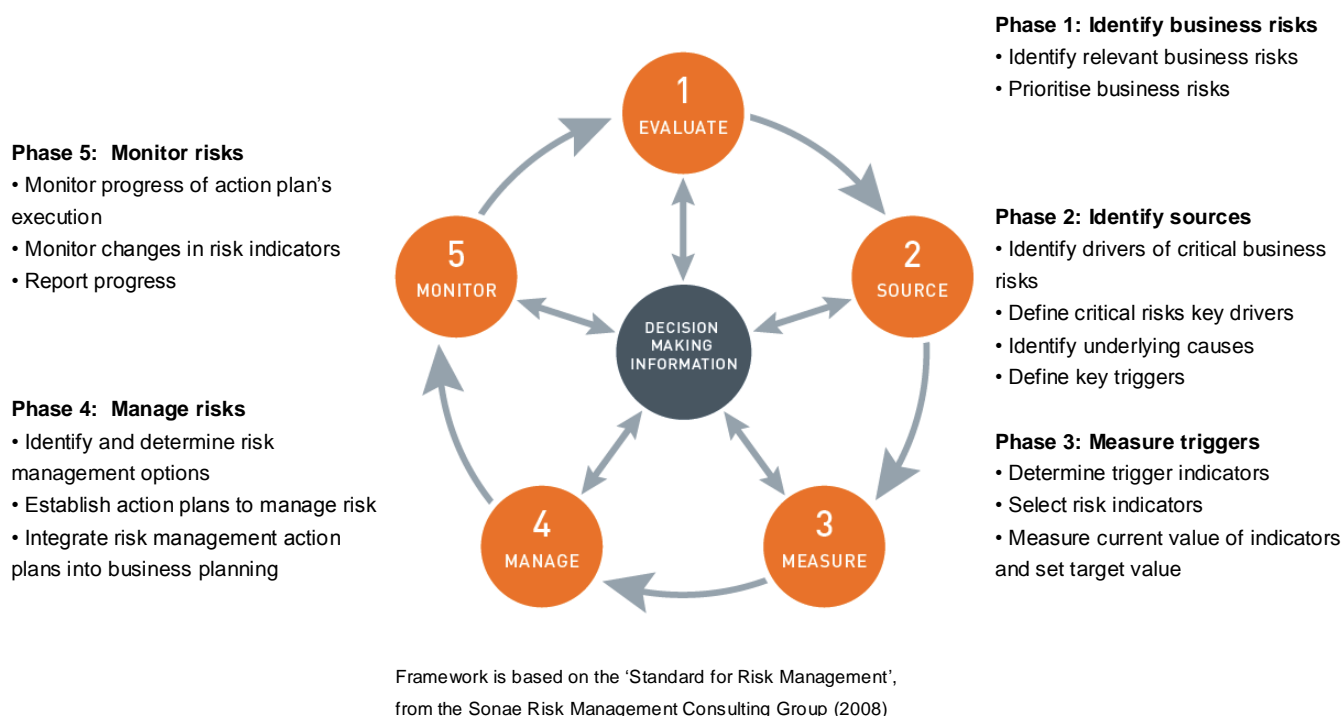 Phase 1: Identify business risks
• Identify relevant business risks
• Prioritise business risks
Phase 2: Identify sources
• Identify drivers of critical business
risks
• Define critical risks key drivers
• Identify underlying causes
• Define key triggers
Phase 3: Measure triggers
• Determine trigger indicators
• Select risk indicators
• Measure current value of indicators
and set target value
Phase 4: Manage risks
• Identify and determine risk
management options
• Establish action plans to manage risk
• Integrate risk management action
plans into business planning
Phase 5: Monitor risks
• Monitor progress of action plan's
execution
• Monitor changes in risk indicators
• Report progress
1
EVALUATE
2
SOURCE
3
MEASURE
4
MANAGE
5
MONITOR
DECISION
MAKING
INFORMATION
Framework is based on the ‘Standard for Risk Management’,
from the Sonae Risk Management Consulting Group (2008)